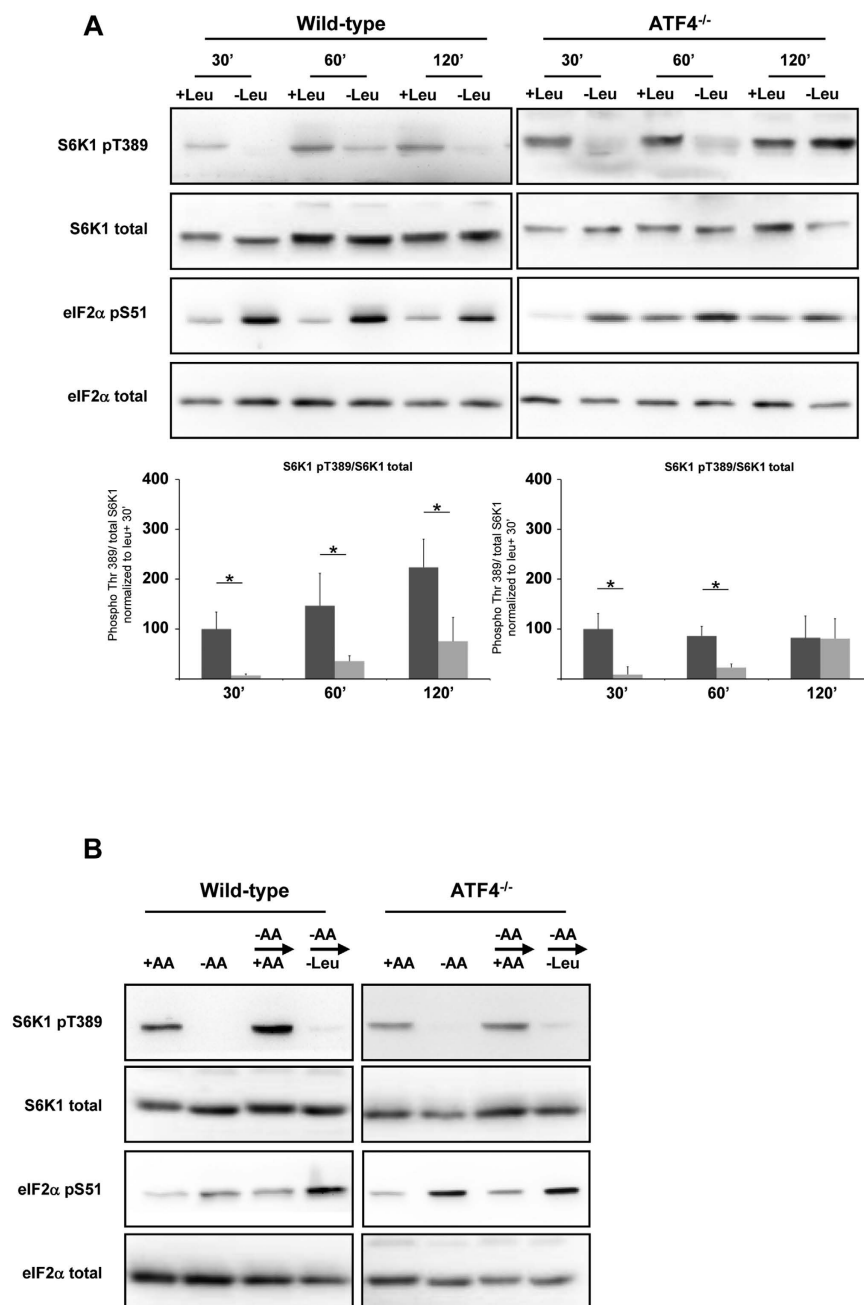 A
Wild-type ATF4-/-
30' 60' 120' 30' 60' 120'
+Leu -Leu +Leu -Leu +Leu -Leu +Leu -Leu +Leu -Leu +Leu -Leu
S6K1 pT389
S6K1 total
eIF2α pS51
eIF2α total
S6K1 pT389/S6K1 total
Phospho Thr 389/ total S6K1
normalized to leu+ 30'
400
300
200
100
* * *
30' 60' 120'
S6K1 pT389/S6K1 total
Phospho Thr 389/ total S6K1
normalized to leu+ 30'
400
300
200
100
* *
30' 60' 120'
B
Wild-type ATF4-/-
-AA -AA -AA -AA
+AA -AA +AA -Leu +AA -AA +AA -Leu
S6K1 pT389
S6K1 total
eIF2α pS51
eIF2α total